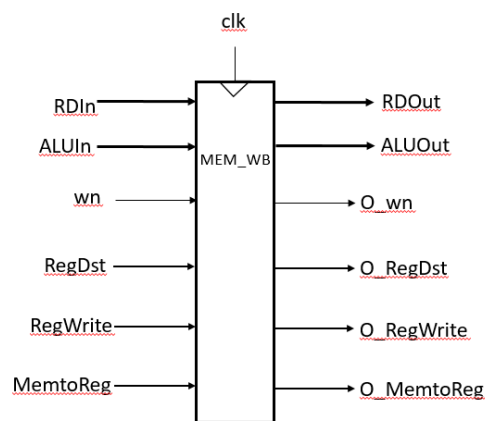 clk
RDIn
RDOut
ALUIn
ALUOut
MEM_WB
wn
O_wn
RegDst
O_RegDst
RegWrite
O_RegWrite
MemtoReg
O_MemtoReg